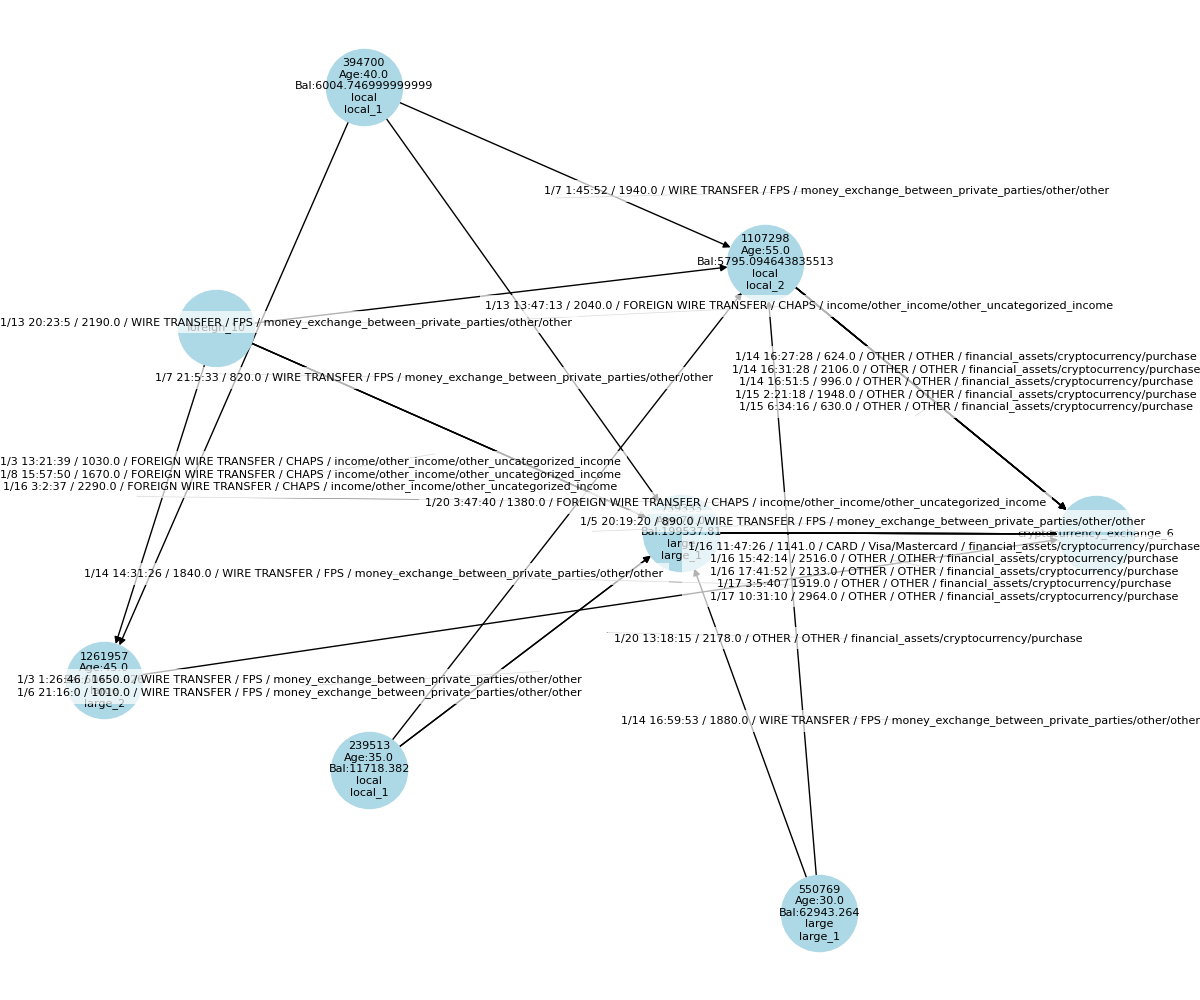 394700
Age:40.0
Bal:6004.746999999999
local
local_1
1/7 1:45:52 / 1940.0 / WIRE TRANSFER / FPS / money_exchange_between_private_parties/other/other
1107298
Age:55.0
Bal:5795.094643835513
local
local_2
1/13 13:47:13 / 2040.0 / FOREIGN WIRE TRANSFER / CHAPS / income/other_income/other_uncategorized_income
1/13 20:23:5 / 2190.0 / WIRE TRANSFER / FPS / money_exchange_between_private_parties/other/other
foreign_10
1/14 16:27:28 / 624.0 / OTHER / OTHER / financial_assets/cryptocurrency/purchase
1/14 16:31:28 / 2106.0 / OTHER / OTHER / financial_assets/cryptocurrency/purchase
1/14 16:51:5 / 996.0 / OTHER / OTHER / financial_assets/cryptocurrency/purchase
1/15 2:21:18 / 1948.0 / OTHER / OTHER / financial_assets/cryptocurrency/purchase
1/15 6:34:16 / 630.0 / OTHER / OTHER / financial_assets/cryptocurrency/purchase
1/7 21:5:33 / 820.0 / WIRE TRANSFER / FPS / money_exchange_between_private_parties/other/other
1/3 13:21:39 / 1030.0 / FOREIGN WIRE TRANSFER / CHAPS / income/other_income/other_uncategorized_income
1/8 15:57:50 / 1670.0 / FOREIGN WIRE TRANSFER / CHAPS / income/other_income/other_uncategorized_income
1/16 3:2:37 / 2290.0 / FOREIGN WIRE TRANSFER / CHAPS / income/other_income/other_uncategorized_income
1/20 3:47:40 / 1380.0 / FOREIGN WIRE TRANSFER / CHAPS / income/other_income/other_uncategorized_income
1/5 20:19:20 / 890.0 / WIRE TRANSFER / FPS / money_exchange_between_private_parties/other/other
Bal:199537.81
large
large_1
cryptocurrency_exchange_6
1/16 11:47:26 / 1141.0 / CARD / Visa/Mastercard / financial_assets/cryptocurrency/purchase
1/16 15:42:14 / 2516.0 / OTHER / OTHER / financial_assets/cryptocurrency/purchase
1/16 17:41:52 / 2133.0 / OTHER / OTHER / financial_assets/cryptocurrency/purchase
1/17 3:5:40 / 1919.0 / OTHER / OTHER / financial_assets/cryptocurrency/purchase
1/17 10:31:10 / 2964.0 / OTHER / OTHER / financial_assets/cryptocurrency/purchase
1/14 14:31:26 / 1840.0 / WIRE TRANSFER / FPS / money_exchange_between_private_parties/other/other
1/20 13:18:15 / 2178.0 / OTHER / OTHER / financial_assets/cryptocurrency/purchase
1261957
Age:45.0
large_2
1/3 1:26:46 / 1650.0 / WIRE TRANSFER / FPS / money_exchange_between_private_parties/other/other
1/6 21:16:0 / 1010.0 / WIRE TRANSFER / FPS / money_exchange_between_private_parties/other/other
1/14 16:59:53 / 1880.0 / WIRE TRANSFER / FPS / money_exchange_between_private_parties/other/other
239513
Age:35.0
Bal:11718.382
local
local_1
550769
Age:30.0
Bal:62943.264
large
large_1